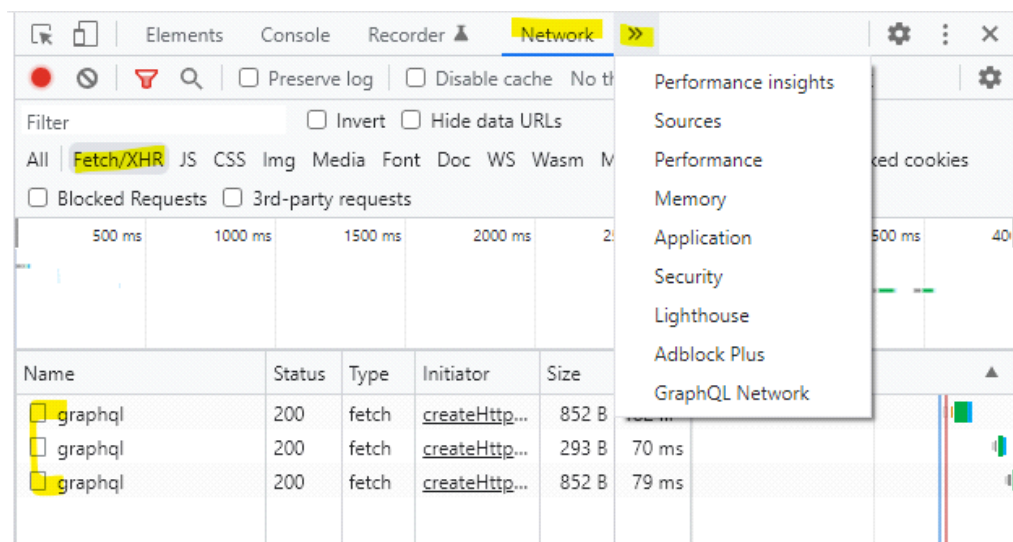 Elements Console Recorder Network »
Preserve log Disable cache No th
Filter Invert Hide data URLs
All Fetch/XHR JS CSS Img Media Font Doc WS Wasm M ked cookies
Blocked Requests 3rd-party requests
500 ms 1000 ms 1500 ms 2000 ms 2 500 ms 40
Performance insights
Sources
Performance
Memory
Application
Security
Lighthouse
Adblock Plus
GraphQL Network
Name Status Type Initiator Size
graphql 200 fetch createHttp... 852 B
graphql 200 fetch createHttp... 293 B 70 ms
graphql 200 fetch createHttp... 852 B 79 ms